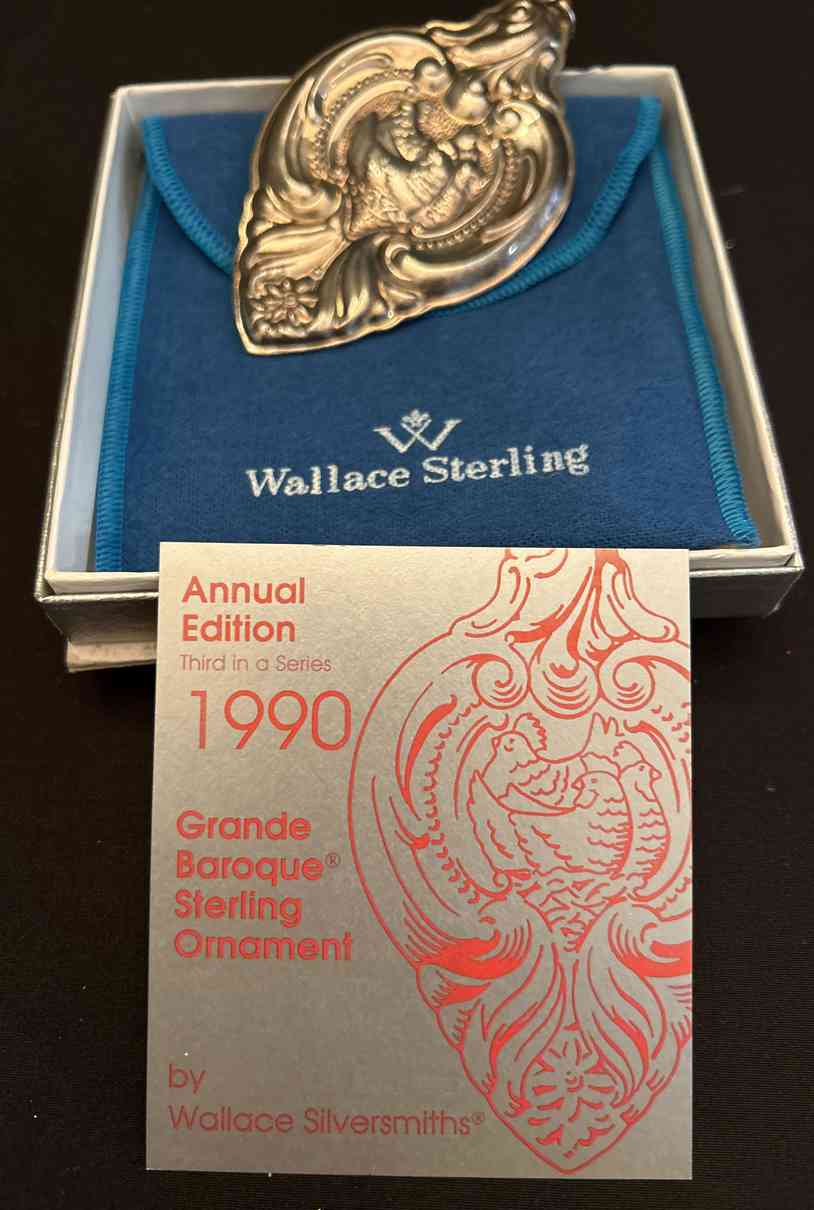 Wallace Sterling
Annual
Edition
Third in a Series
1990
Grande
Baroque®
Sterling
Ornament
by
Wallace Silversmiths®